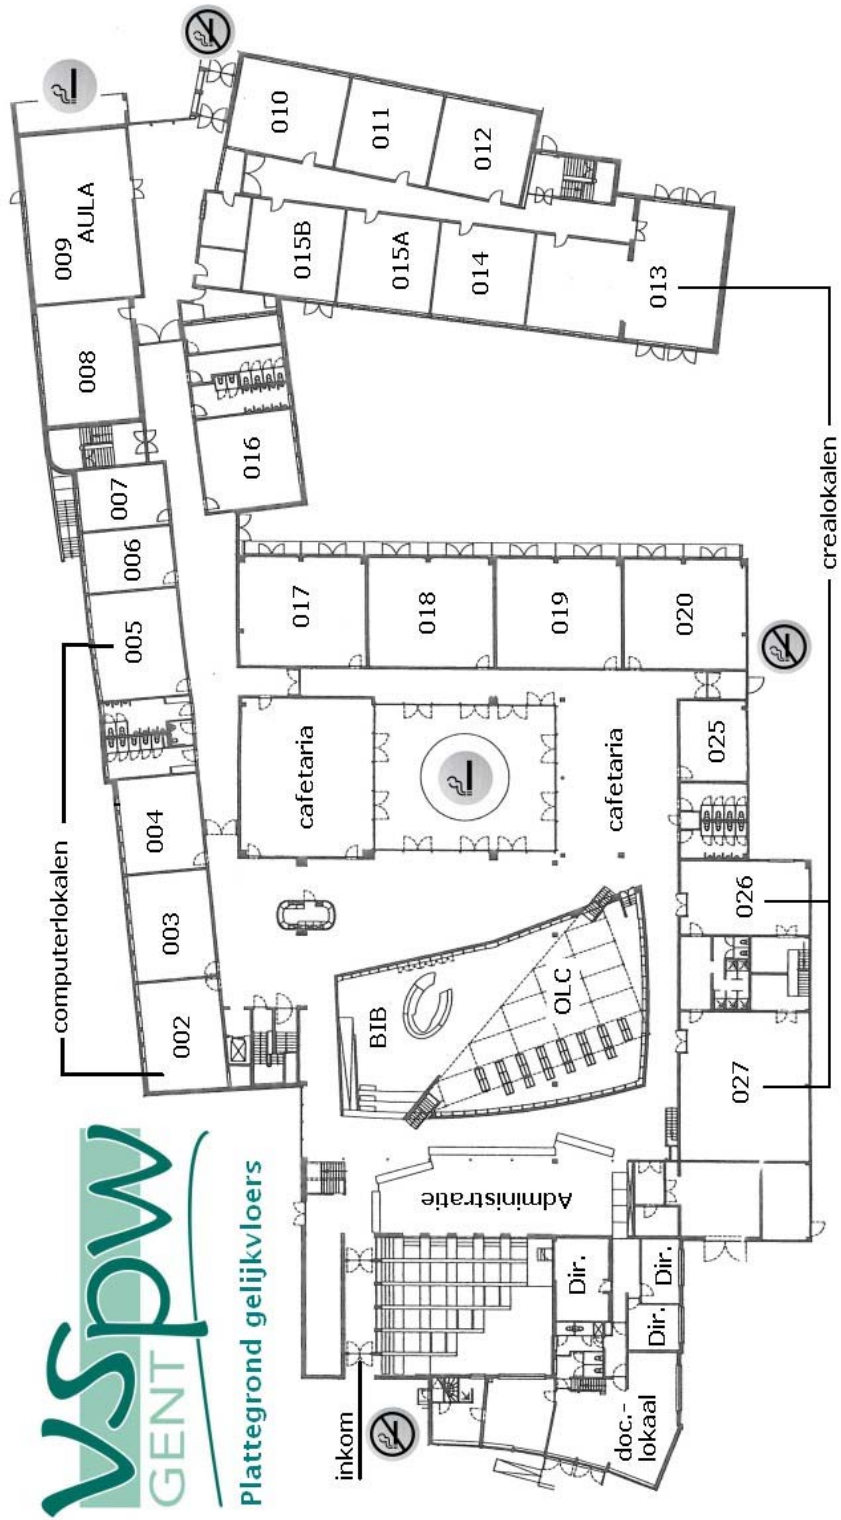 vspw
GENT
Plattegrond gelijkvloers
computerlokalen
002
003
004
005
006
007
008
009
AULA
010
011
012
015B
015A
014
013
016
017
018
019
020
cafetaria
cafetaria
025
026
027
crealokalen
BIB
OLC
Administratie
Dir.
Dir.
Dir.
doc.-
lokaal
inkom